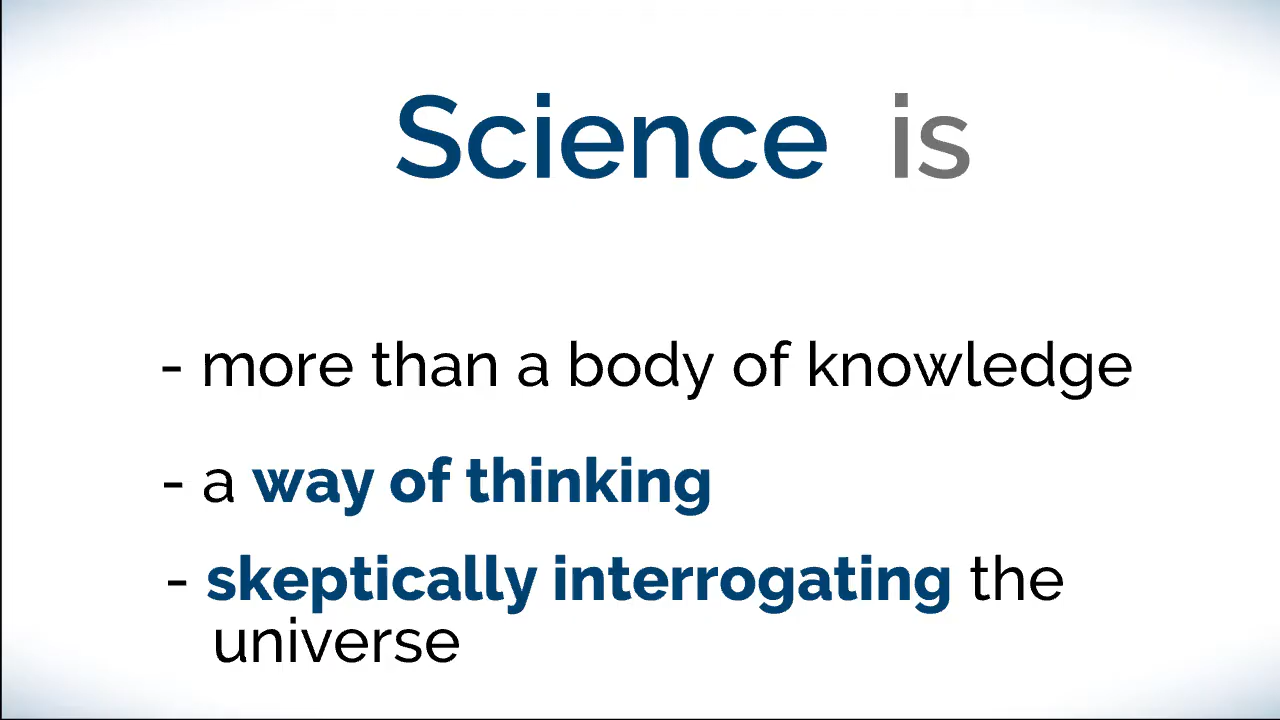 Science is
- more than a body of knowledge
- a way of thinking
- skeptically interrogating the
universe